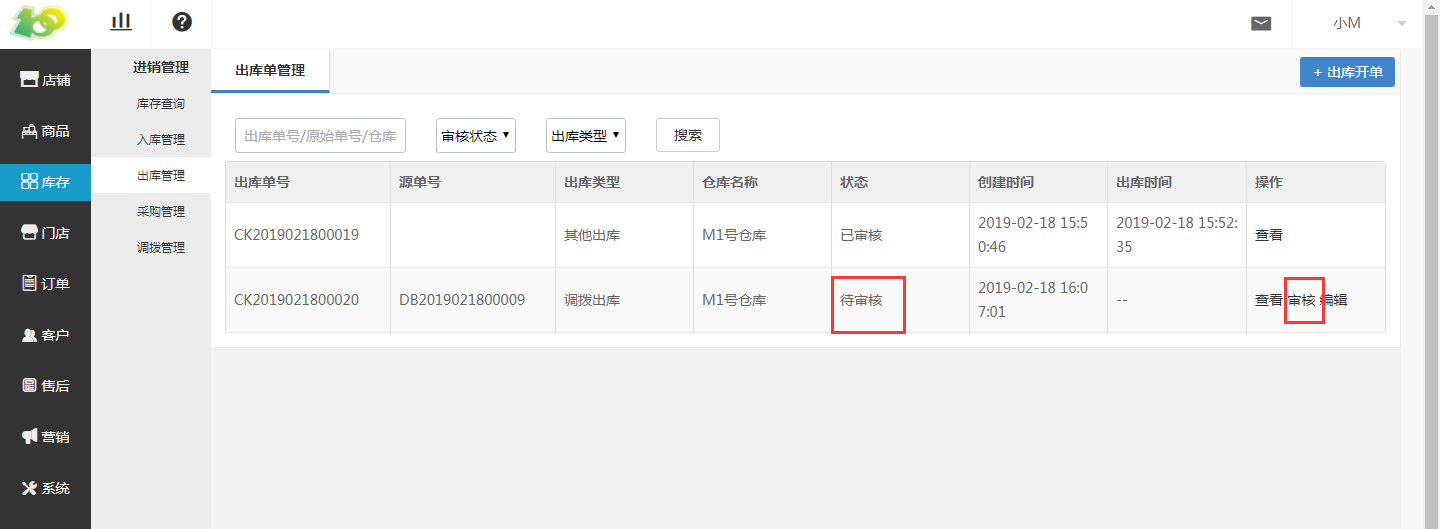 小M
店铺
商品
库存
门店
订单
客户
售后
营销
系统
进销管理
库存查询
入库管理
出库管理
采购管理
调拨管理
出库单管理
+ 出库开单
出库单号/原始单号/仓库
审核状态
出库类型
搜索
出库单号 源单号 出库类型 仓库名称 状态 创建时间 出库时间 操作
CK2019021800019 其他出库 M1号仓库 已审核 2019-02-18 15:5 2019-02-18 15:52: 查看
0:46 35
CK2019021800020 DB2019021800009 调拨出库 M1号仓库 待审核 2019-02-18 16:0 -- 查看 审核 编辑
7:01